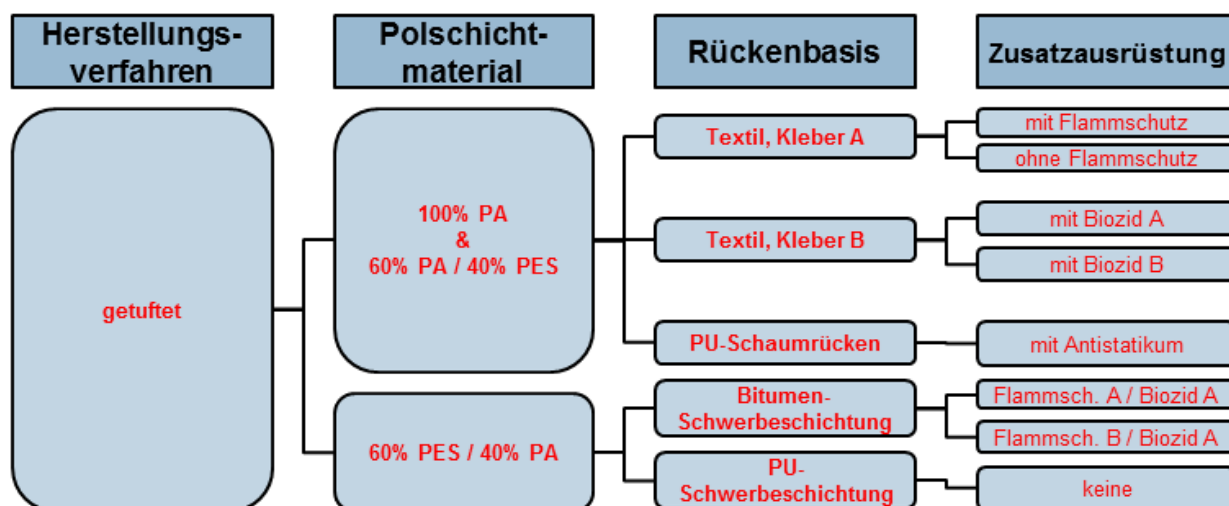 Herstellungs-
verfahren
Polschicht-
material
Rückenbasis
Zusatzausrüstung
getuftet
100% PA
&
60% PA / 40% PES
60% PES / 40% PA
Textil, Kleber A
Textil, Kleber B
PU-Schaumrücken
Bitumen-
Schwerbeschichtung
PU-
Schwerbeschichtung
mit Flammschutz
ohne Flammschutz
mit Biozid A
mit Biozid B
mit Antistatikum
Flammsch. A / Biozid A
Flammsch. B / Biozid A
keine